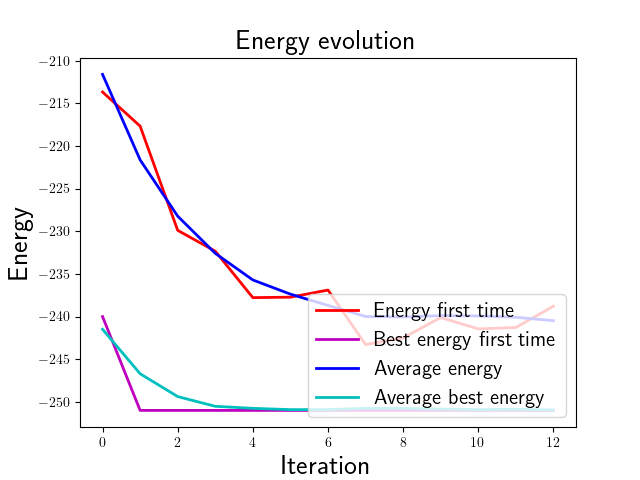 Energy evolution
Energy
−210
−215
−220
−225
−230
−235
−240
−245
−250
Energy first time
Best energy first time
Average energy
Average best energy
0 2 4 6 8 10 12
Iteration